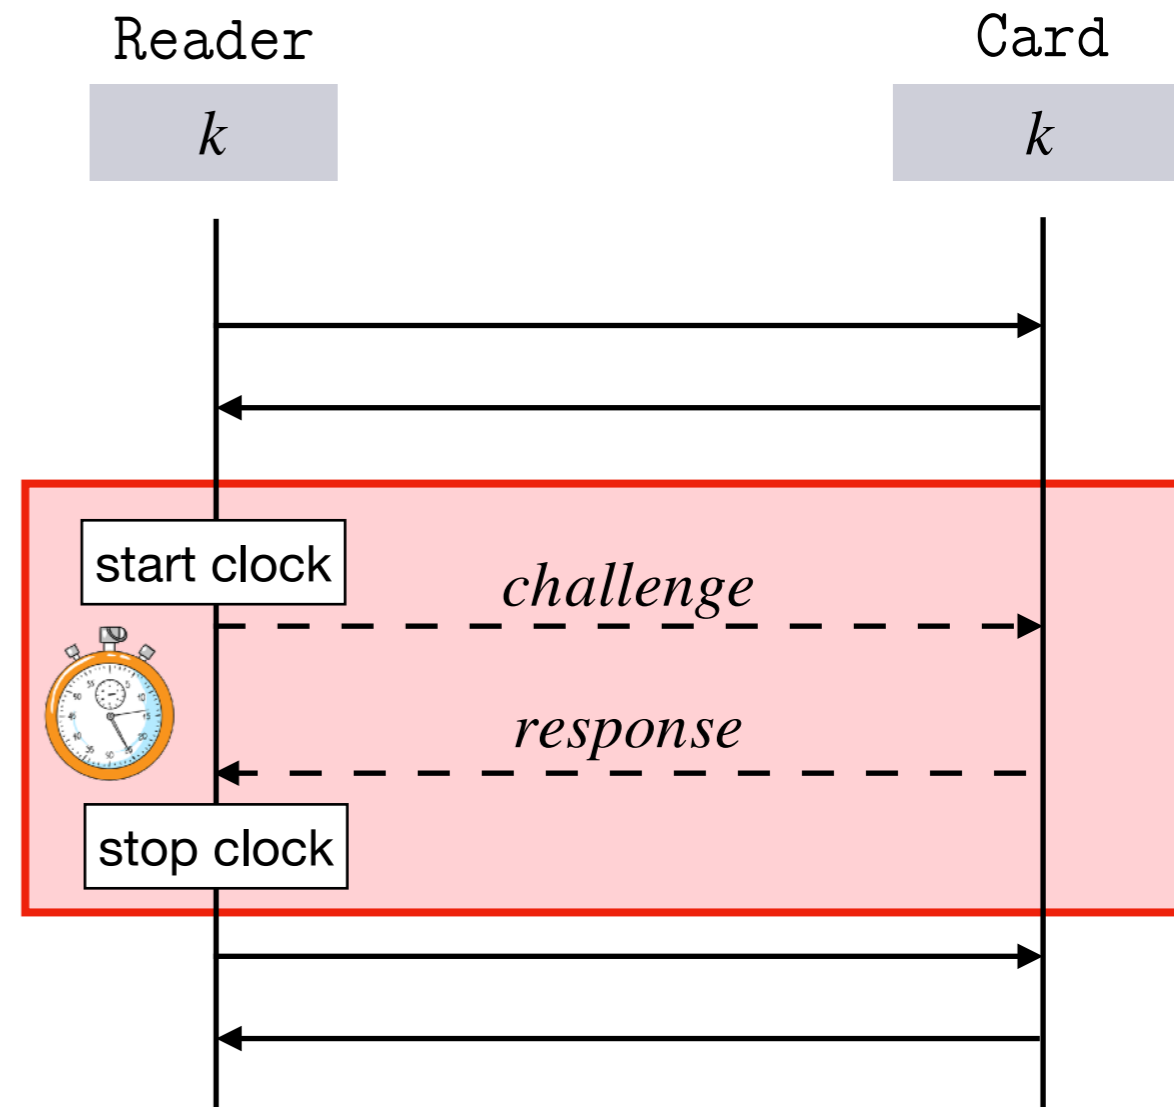 Reader Card
k k
start clock
challenge
response
stop clock